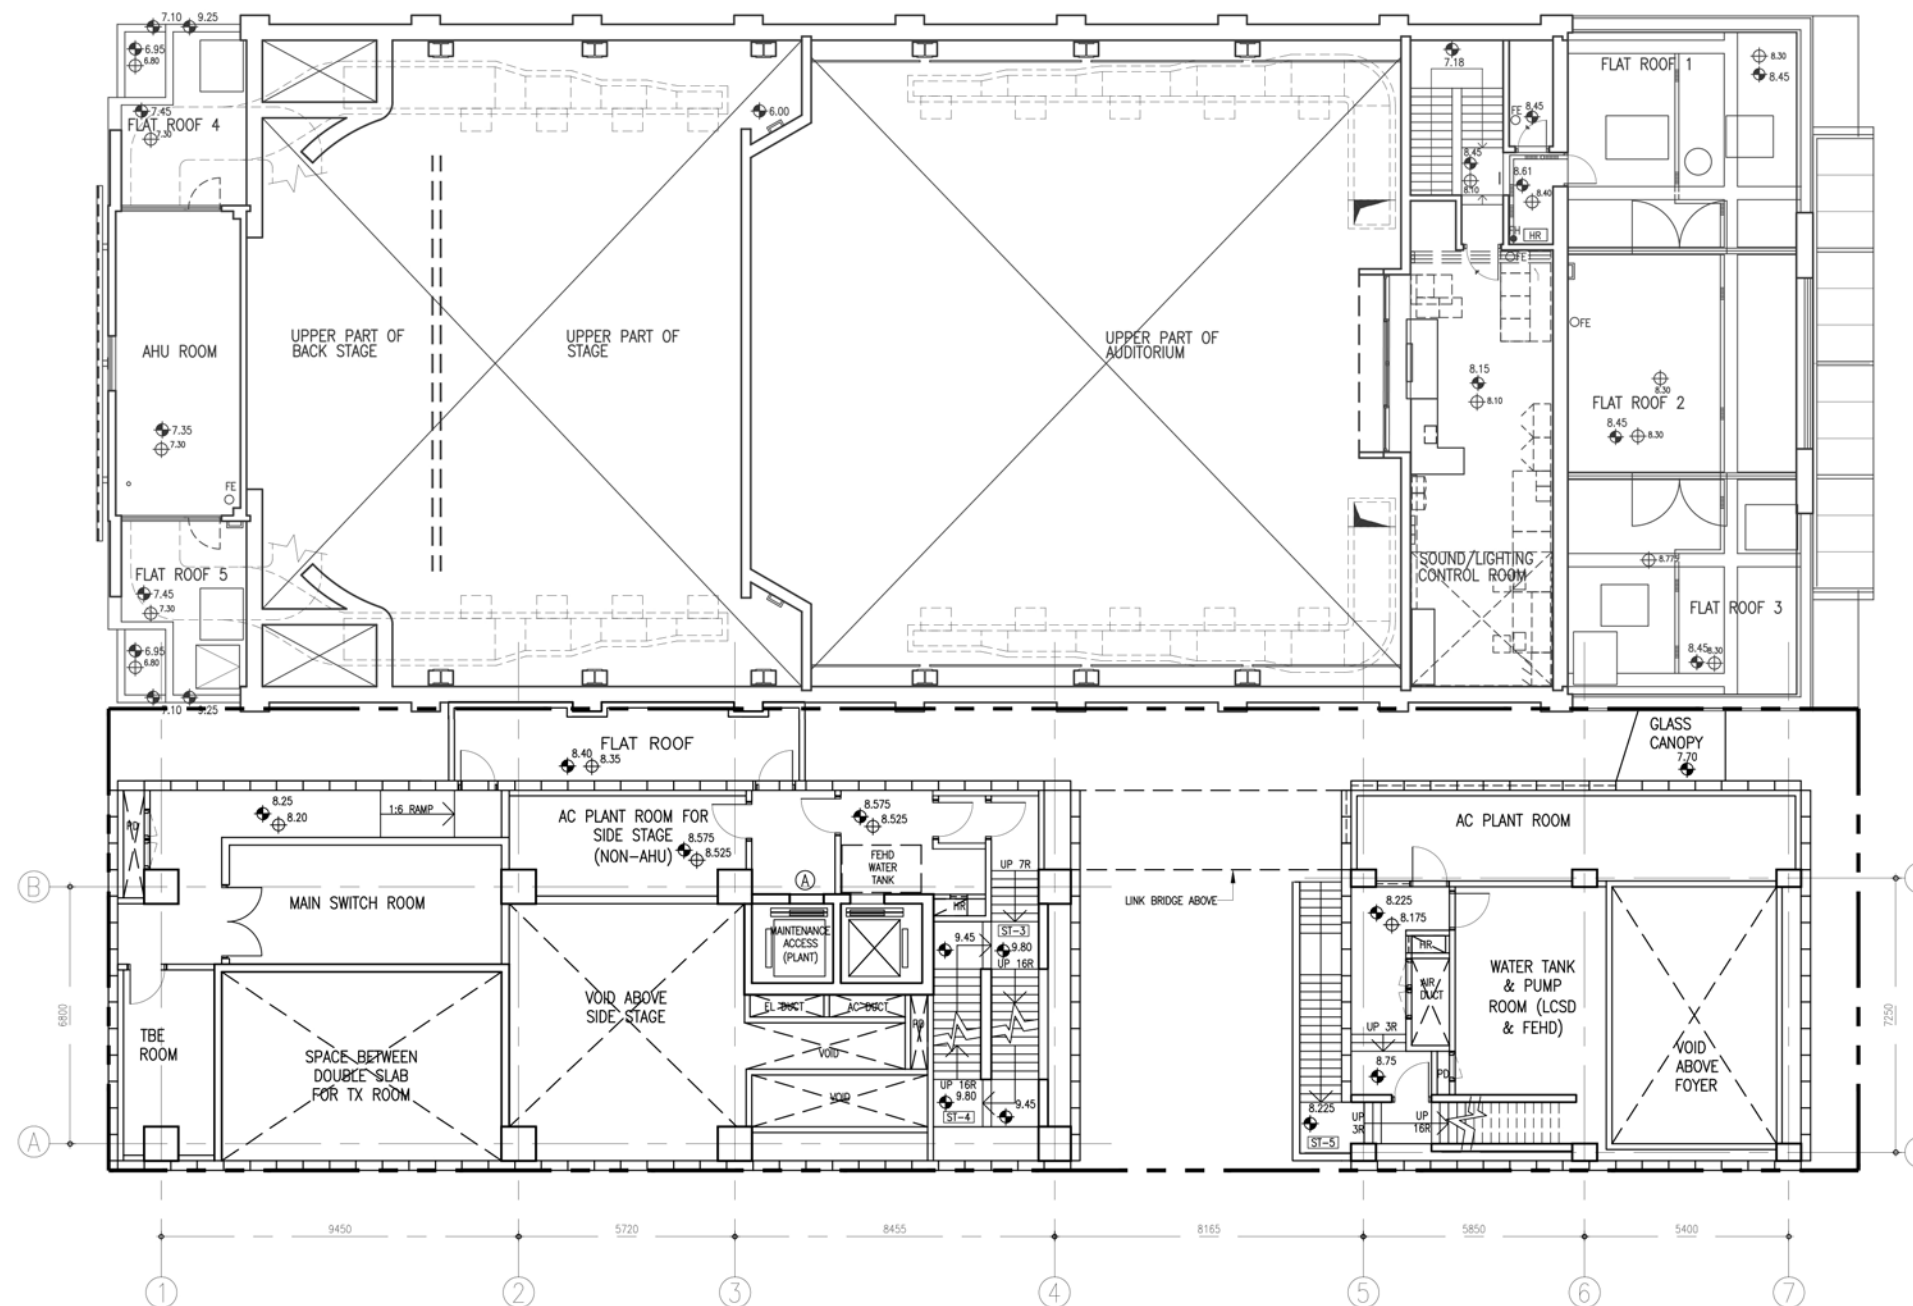 7.10 9.25
6.95
6.80
7.18
FLAT ROOF 1
8.30
8.45
7.45
FLAT ROOF 4
7.30
6.00
FE 8.45
8.45
8.10
8.61
8.40
FH HR
FE
AHU ROOM
UPPER PART OF
BACK STAGE
UPPER PART OF
STAGE
UPPER PART OF
AUDITORIUM
FE
8.15
8.10
8.30
FLAT ROOF 2
8.45
8.30
7.35
7.30
FE
FLAT ROOF 5
7.45
7.30
SOUND/LIGHTING
CONTROL ROOM
8.775
FLAT ROOF 3
8.45 8.30
6.95
6.80
7.10 9.25
FLAT ROOF
8.40
8.35
GLASS
CANOPY
7.70
8.25
8.20
1:6 RAMP
AC PLANT ROOM FOR
SIDE STAGE
(NON-AHU)
8.575
8.525
8.575
8.525
AC PLANT ROOM
PD
FEHD
WATER
TANK
UP 7R
B
A
MAIN SWITCH ROOM
LINK BRIDGE ABOVE
HR
ST-3
MAINTENANCE
ACCESS
(PLANT)
9.45
9.80
UP 16R
8.225
8.175
HR
AIR
DUCT
WATER TANK
& PUMP
ROOM (LCSD
& FEHD)
VOID ABOVE
SIDE STAGE
EL DUCT
AC DUCT
PD
6800
7250
TBE
ROOM
SPACE BETWEEN
DOUBLE SLAB
FOR TX ROOM
VOID
UP 3R
8.75
PD
VOID
ABOVE
FOYER
VOID
UP 16R
9.80
ST-4
9.45
8.225
ST-5
UP
3R
UP
16R
A
9450
5720
8455
8165
5850
5400
1
2
3
4
5
6
7